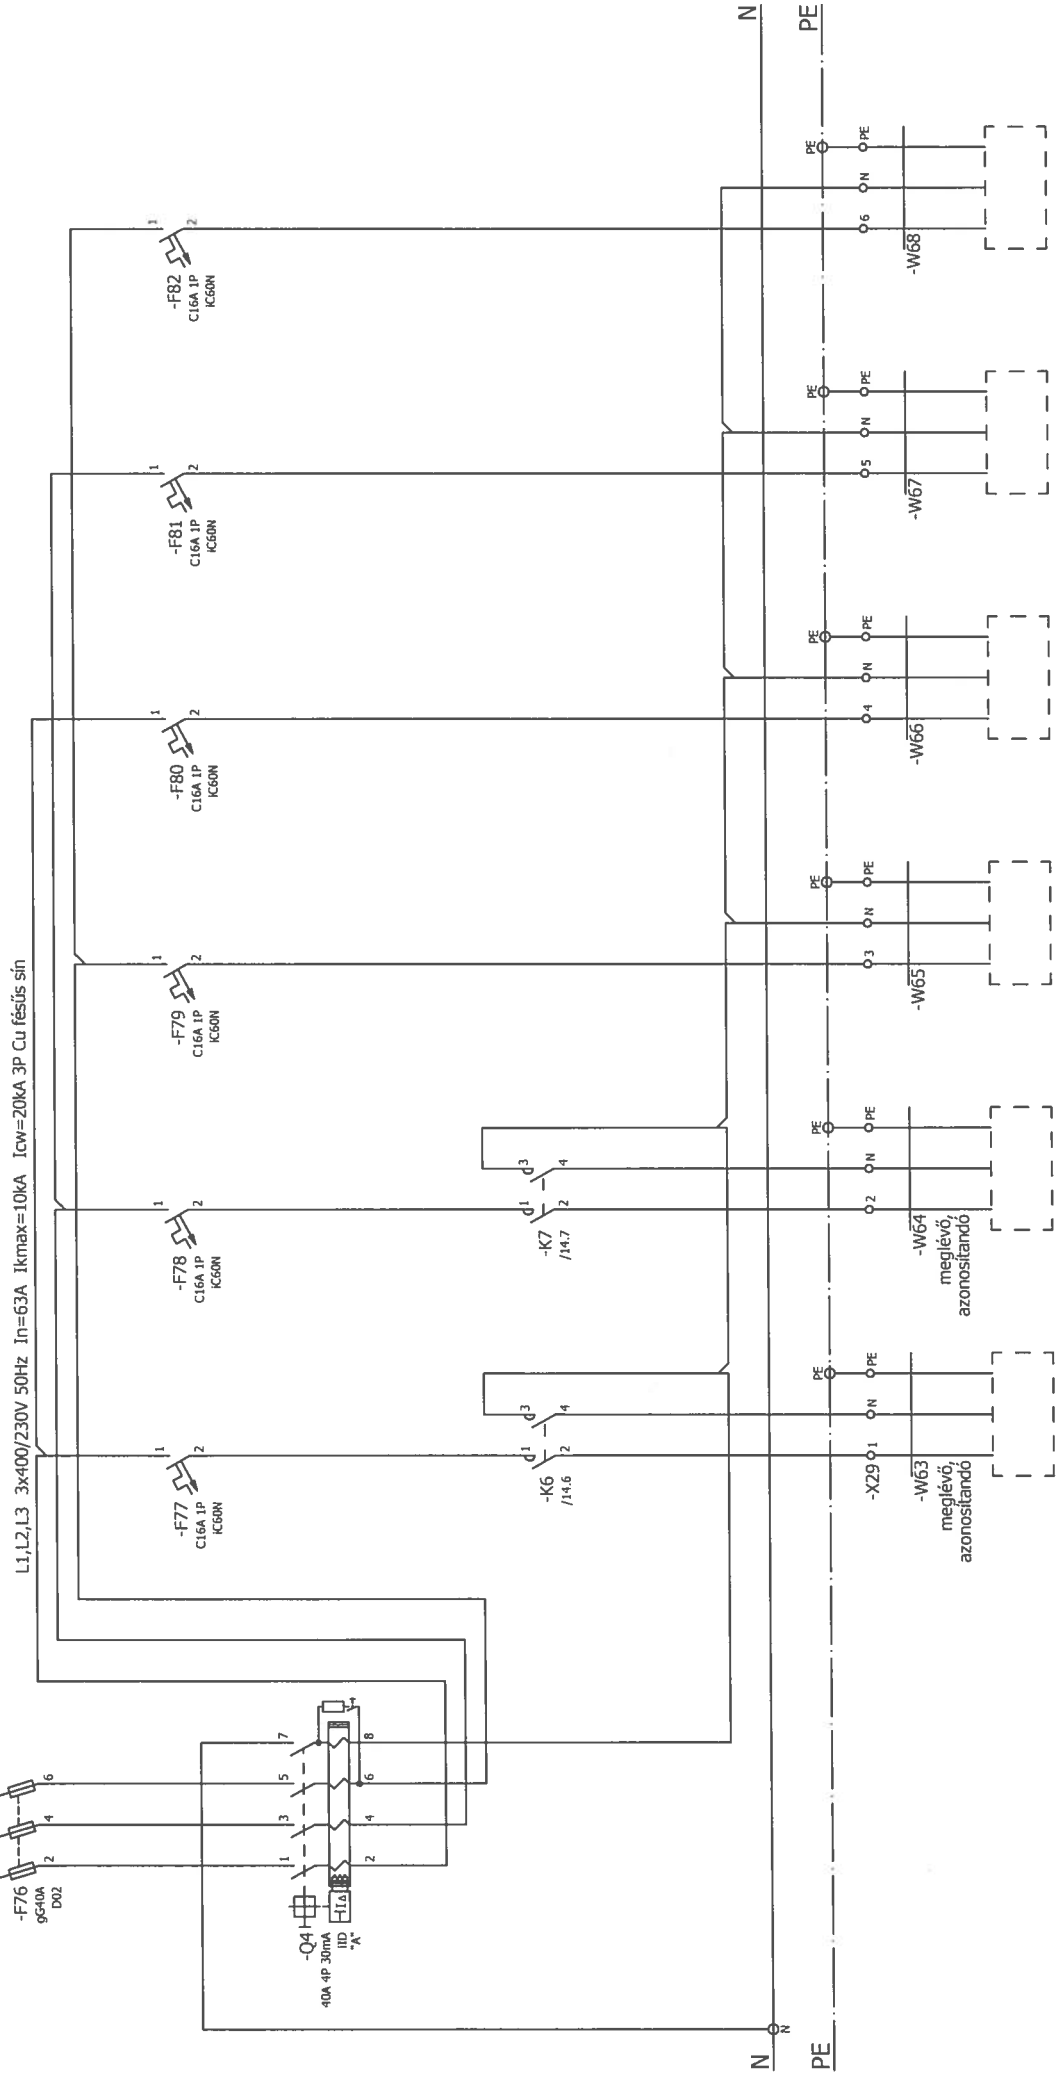 L1,L2,L3 3x400/230V 50Hz In=63A Ikmax=10kA Icw=20kA 3P Cu fésűs sín
-F76
gG40A
D02
2
4
6
-Q4
40A 4P 30mA
iID
"A"
I∆
1
3
5
7
2
4
6
8
-F77
C16A 1P
iC60N
1
2
-F78
C16A 1P
iC60N
1
2
-F79
C16A 1P
iC60N
1
2
-F80
C16A 1P
iC60N
1
2
-F81
C16A 1P
iC60N
1
2
-F82
C16A 1P
iC60N
1
2
-K6
/14.6
1
2
3
4
-K7
/14.7
1
2
3
4
N
N
N
PE
PE
PE
PE
PE
PE
PE
PE
-X29
1
N
PE
2
N
PE
3
N
PE
4
N
PE
5
N
PE
6
N
PE
-W63
meglévő,
azonosítandó
-W64
meglévő,
azonosítandó
-W65
-W66
-W67
-W68